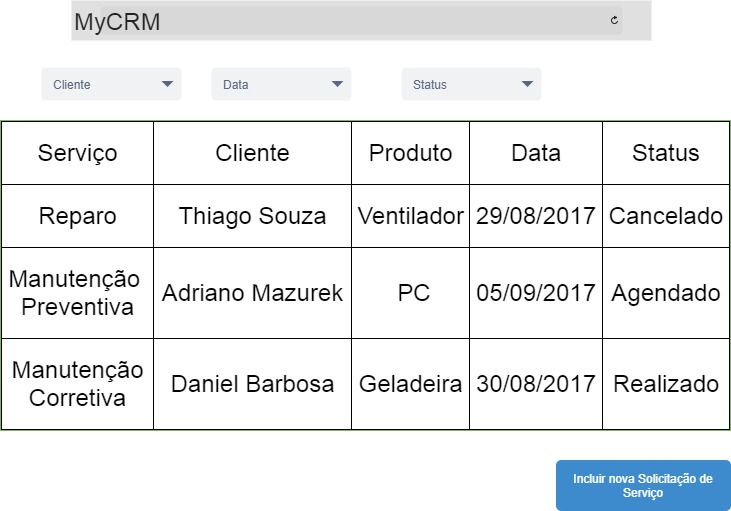 MyCRM
Cliente Data Status
Serviço Cliente Produto Data Status
Reparo Thiago Souza Ventilador 29/08/2017 Cancelado
Manutenção
Preventiva Adriano Mazurek PC 05/09/2017 Agendado
Manutenção
Corretiva Daniel Barbosa Geladeira 30/08/2017 Realizado
Incluir nova Solicitação de
Serviço